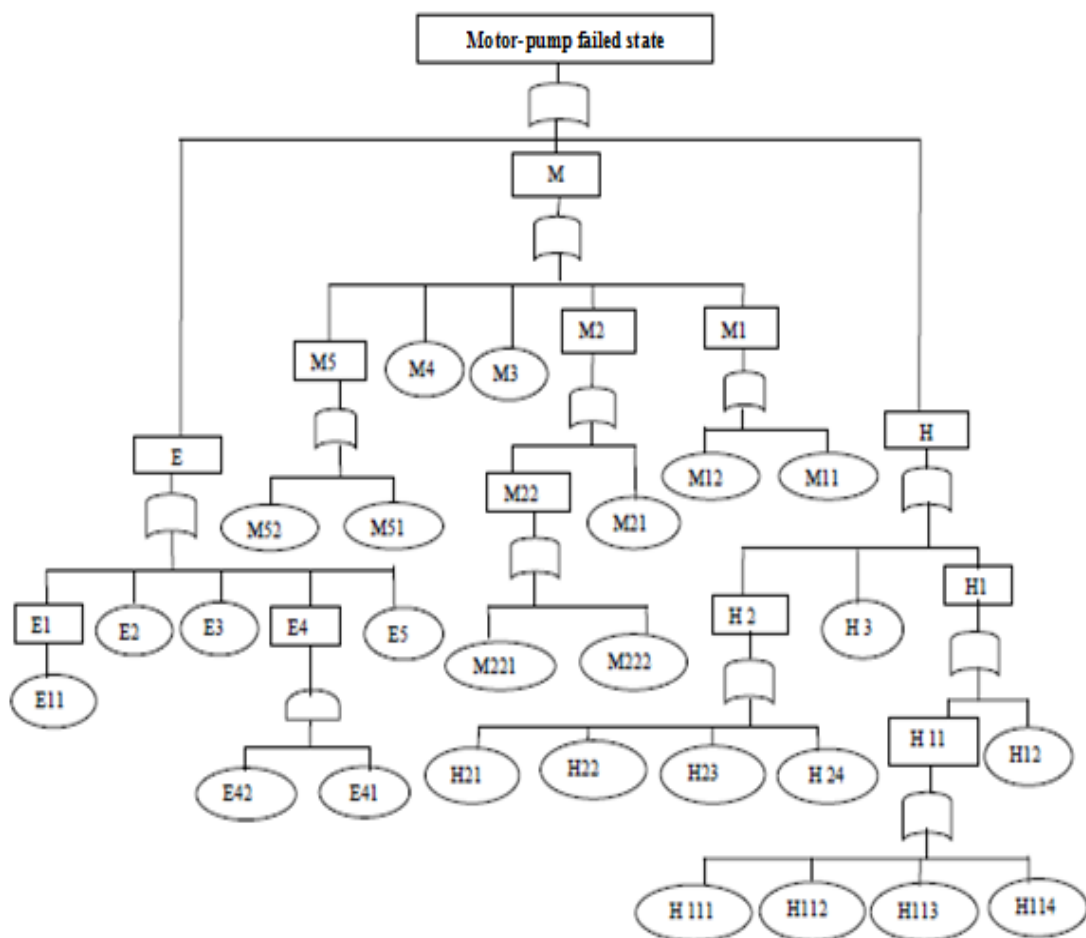 Motor-pump failed state
M
M2
M1
M5
M4
M3
E
H
M22
M12
M11
M52
M51
M21
E1
E2
E3
E4
E5
H 2
H 3
H1
M221
M222
E11
H 11
H12
E42
E41
H21
H22
H23
H 24
H 111
H112
H113
H114